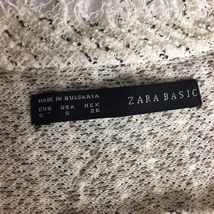 MADE IN BULGARIA
EUR USA MEX
S S 26
ZARA BASIC